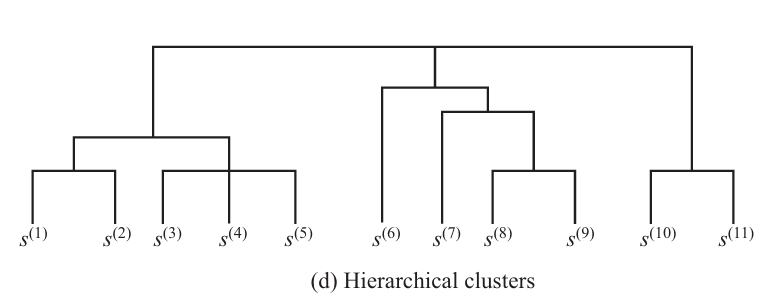 s(1) s(2) s(3) s(4) s(5) s(6) s(7) s(8) s(9) s(10) s(11)
(d) Hierarchical clusters